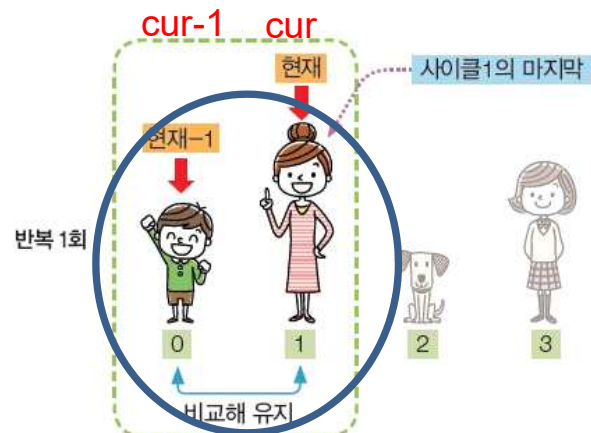 cur-1 cur
현재 사이클1의 마지막
현재-1
반복 1회
0 1 2 3
비교해 유지